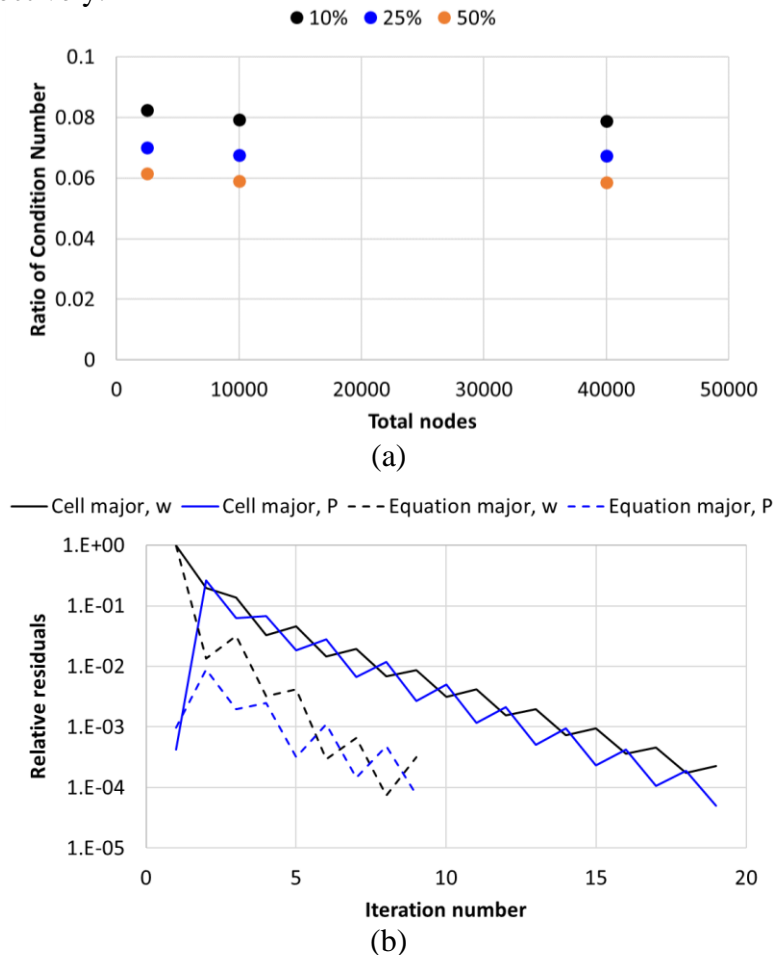 10% 25% 50%
0.1
0.08
0.06
0.04
0.02
0
Ratio of Condition Number
0 10000 20000 30000 40000 50000
Total nodes
(a)
Cell major, w Cell major, P Equation major, w Equation major, P
1.E+00
1.E-01
1.E-02
1.E-03
1.E-04
1.E-05
Relative residuals
0 5 10 15 20
Iteration number
(b)